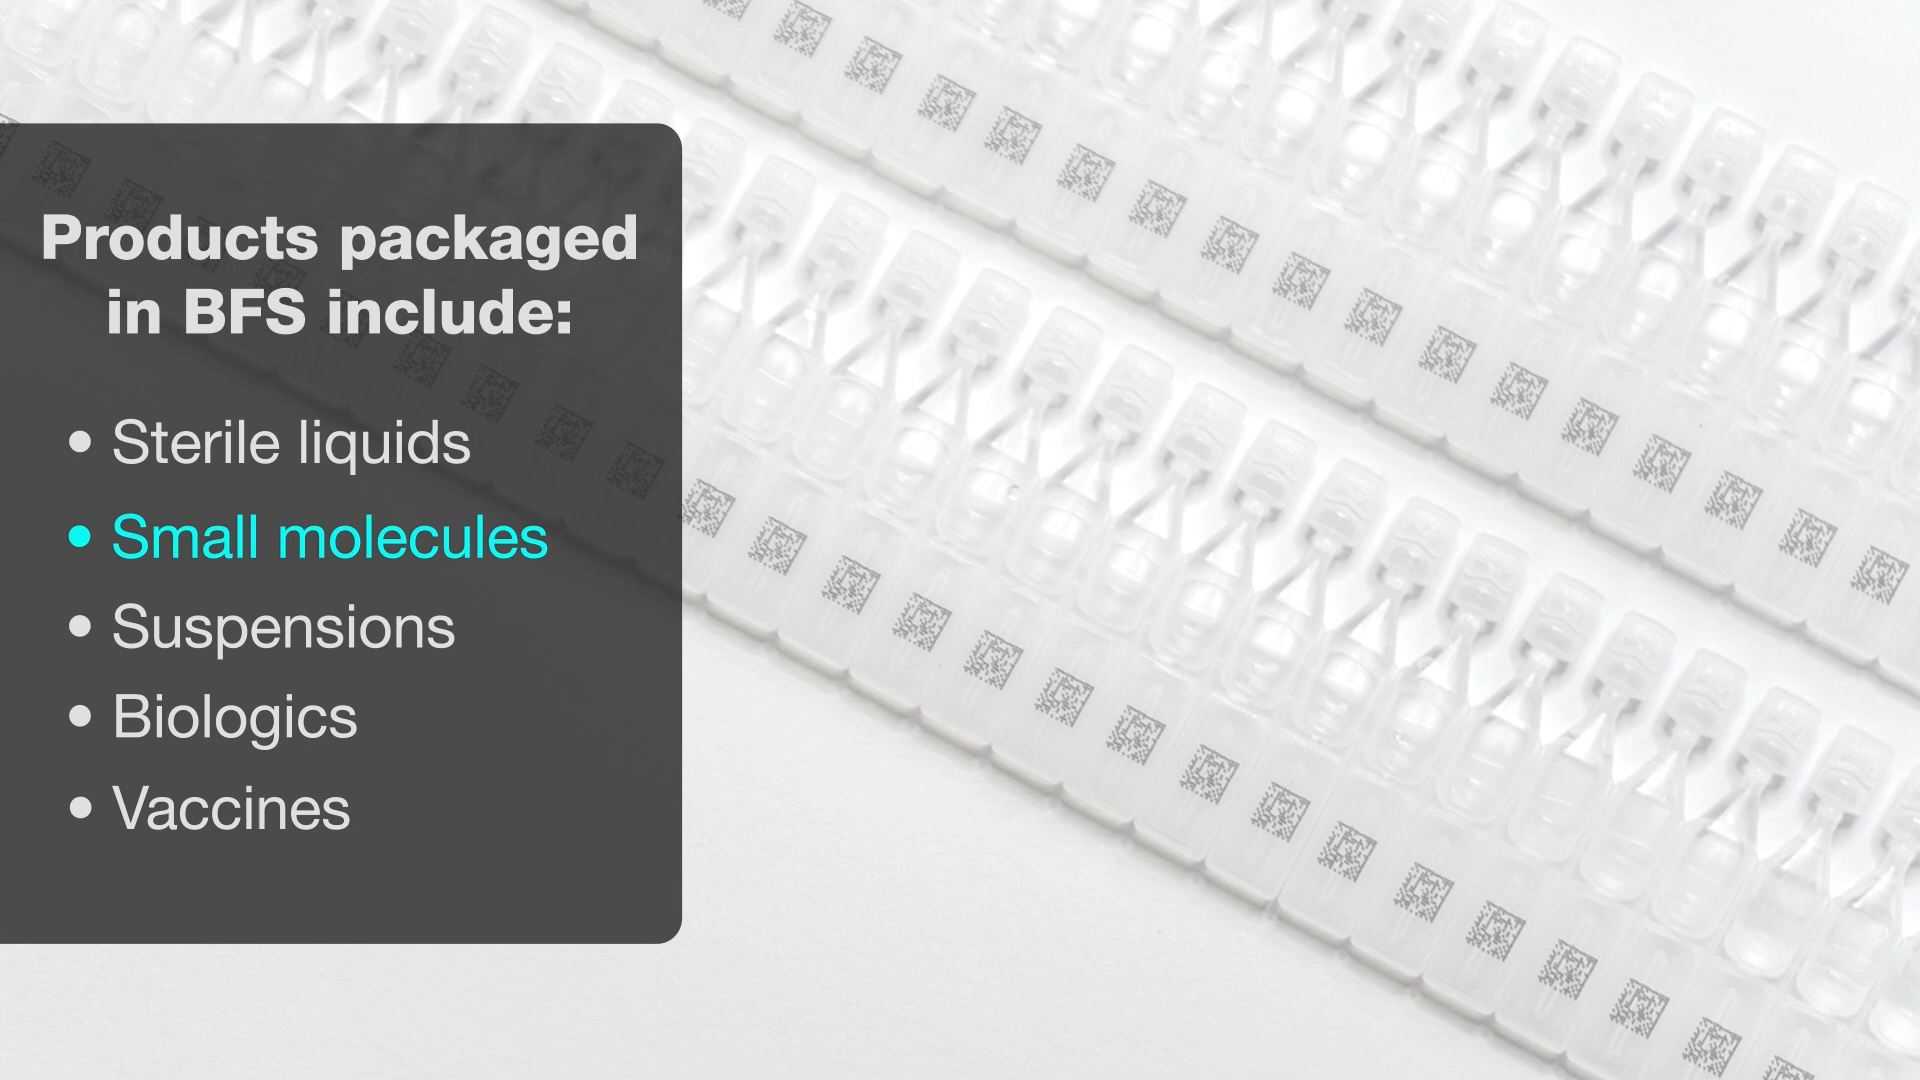 Products packaged
in BFS include:
• Sterile liquids
• Small molecules
• Suspensions
• Biologics
• Vaccines